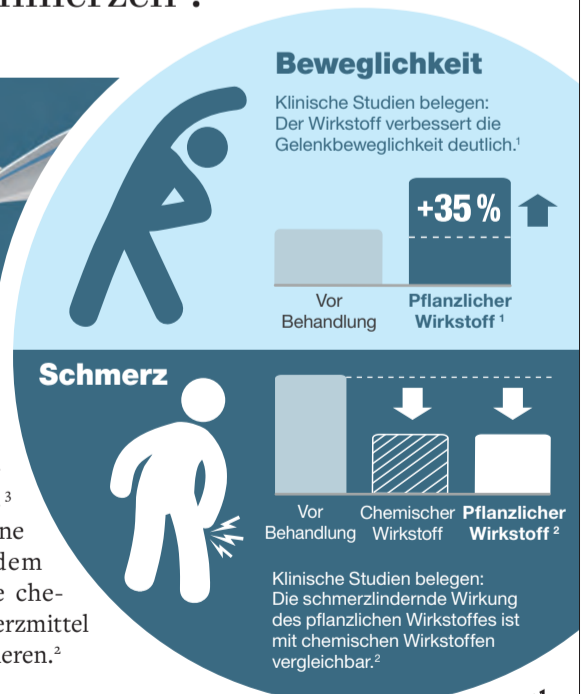 Beweglichkeit
Klinische Studien belegen:
Der Wirkstoff verbessert die
Gelenkbeweglichkeit deutlich.¹
+35 %
Vor
Behandlung
Pflanzlicher
Wirkstoff ¹
Schmerz
Vor
Behandlung
Chemischer
Wirkstoff
Pflanzlicher
Wirkstoff ²
Klinische Studien belegen:
Die schmerzlindernde Wirkung
des pflanzlichen Wirkstoffes ist
mit chemischen Wirkstoffen
vergleichbar.²
3
ne
dem
e che-
erzmittel
eren.²